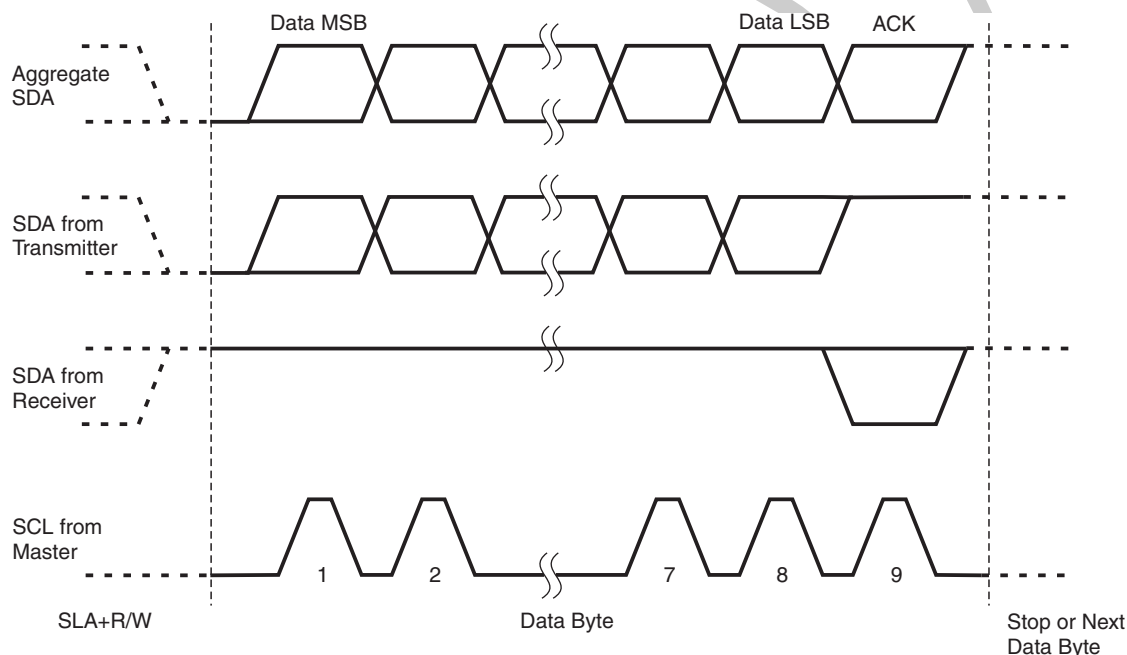 Data MSB
Data LSB
ACK
Aggregate
SDA
SDA from
Transmitter
SDA from
Receiver
SCL from
Master
1
2
7
8
9
SLA+R/W
Data Byte
Stop or Next
Data Byte